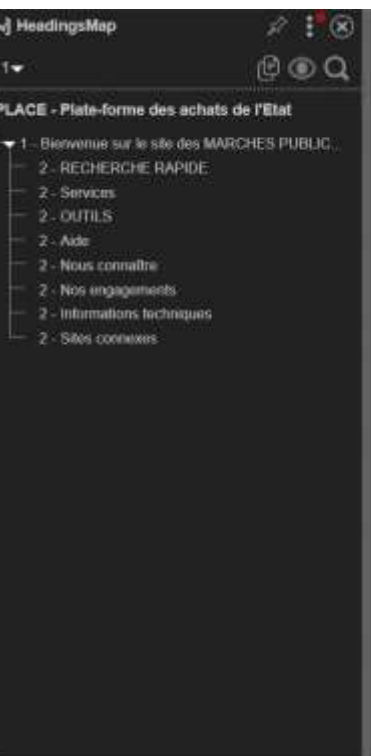 HeadingsMap
1
PLACE - Plate-forme des achats de l'Etat
1 - Bienvenue sur le site des MARCHES PUBLIC...
2 - RECHERCHE RAPIDE
2 - Services
2 - OUTILS
2 - Aide
2 - Nous connaître
2 - Nos engagements
2 - Informations techniques
2 - Sites connexes